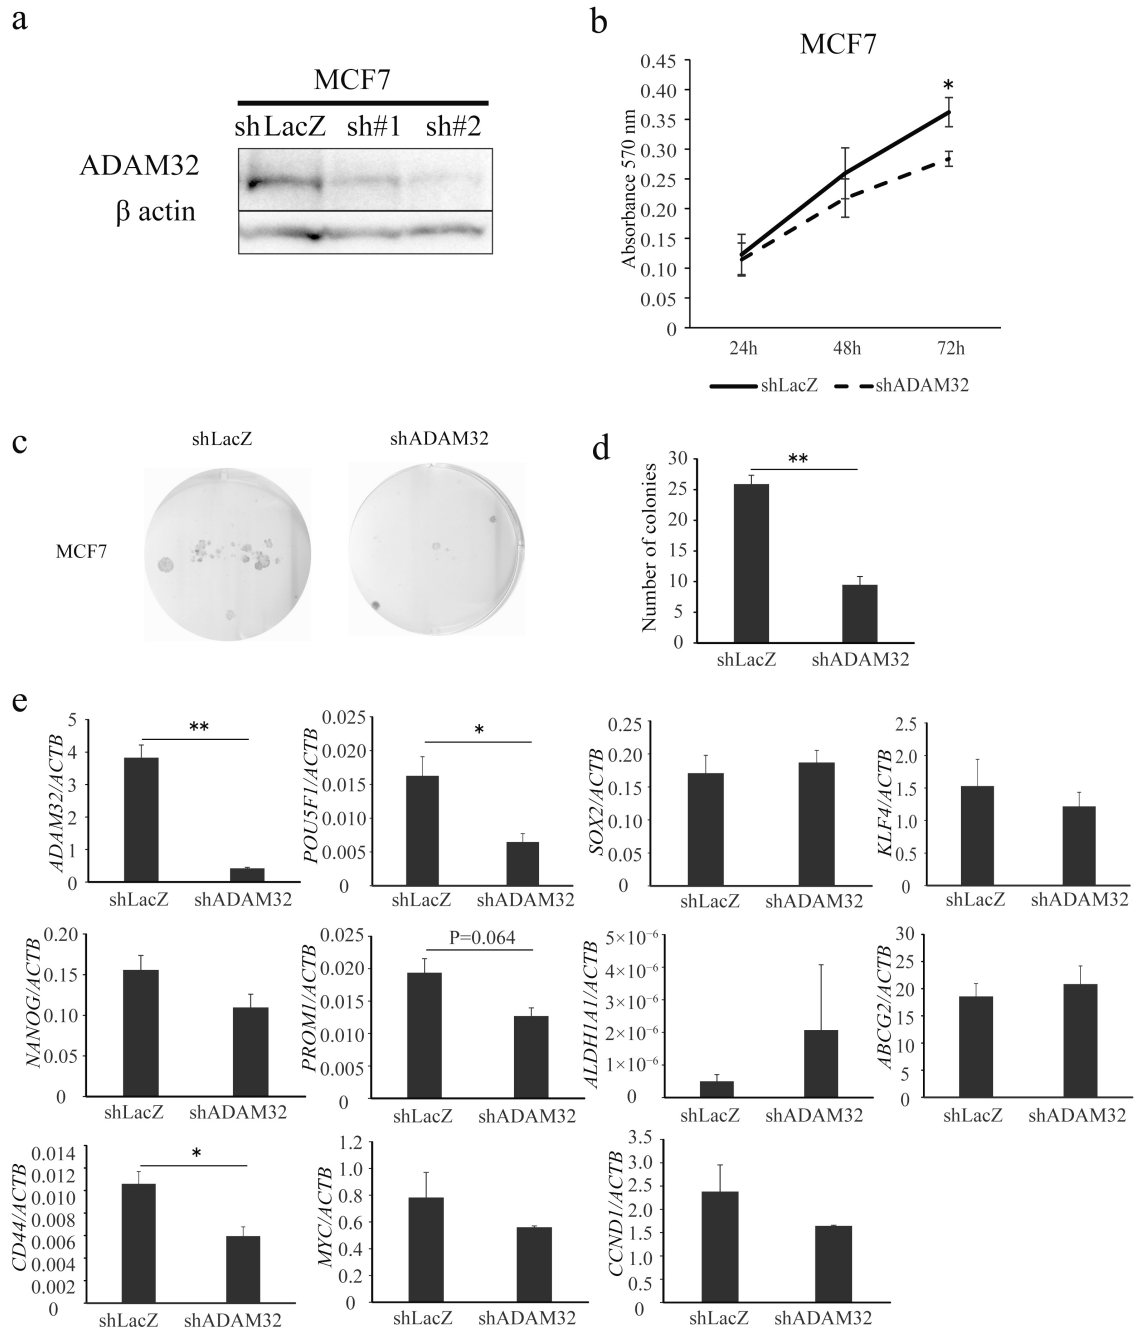 a
MCF7
shLacZ sh#1 sh#2
ADAM32
β actin
b
MCF7
Absorbance 570 nm
0.45
0.40
0.35
0.30
0.25
0.20
0.15
0.10
0.05
0
*
24h 48h 72h
shLacZ shADAM32
c
shLacZ shADAM32
MCF7
d
Number of colonies
30
25
20
15
10
5
0
**
shLacZ shADAM32
e
ADAM32/ACTB
5
4
3
2
1
0
**
shLacZ shADAM32
POU5F1/ACTB
0.025
0.020
0.015
0.010
0.005
0
*
shLacZ shADAM32
SOX2/ACTB
0.20
0.25
0.15
0.10
0.05
0
shLacZ shADAM32
KLF4/ACTB
2.5
2.0
1.5
1.0
0.5
0
shLacZ shADAM32
NANOG/ACTB
0.20
0.15
0.10
0.05
0
shLacZ shADAM32
PROM1/ACTB
0.025
0.020
0.015
0.010
0.005
0
P=0.064
shLacZ shADAM32
ALDH1A1/ACTB
5×10⁻⁶
4×10⁻⁶
3×10⁻⁶
2×10⁻⁶
1×10⁻⁶
0
shLacZ shADAM32
ABCG2/ACTB
30
25
20
15
10
5
0
shLacZ shADAM32
CD44/ACTB
0.014
0.012
0.010
0.008
0.006
0.004
0.002
0
*
shLacZ shADAM32
MYC/ACTB
1.2
1.0
0.8
0.6
0.4
0.2
0
shLacZ shADAM32
CCND1/ACTB
3.5
3.0
2.5
2.0
1.5
1.0
0.5
0
shLacZ shADAM32